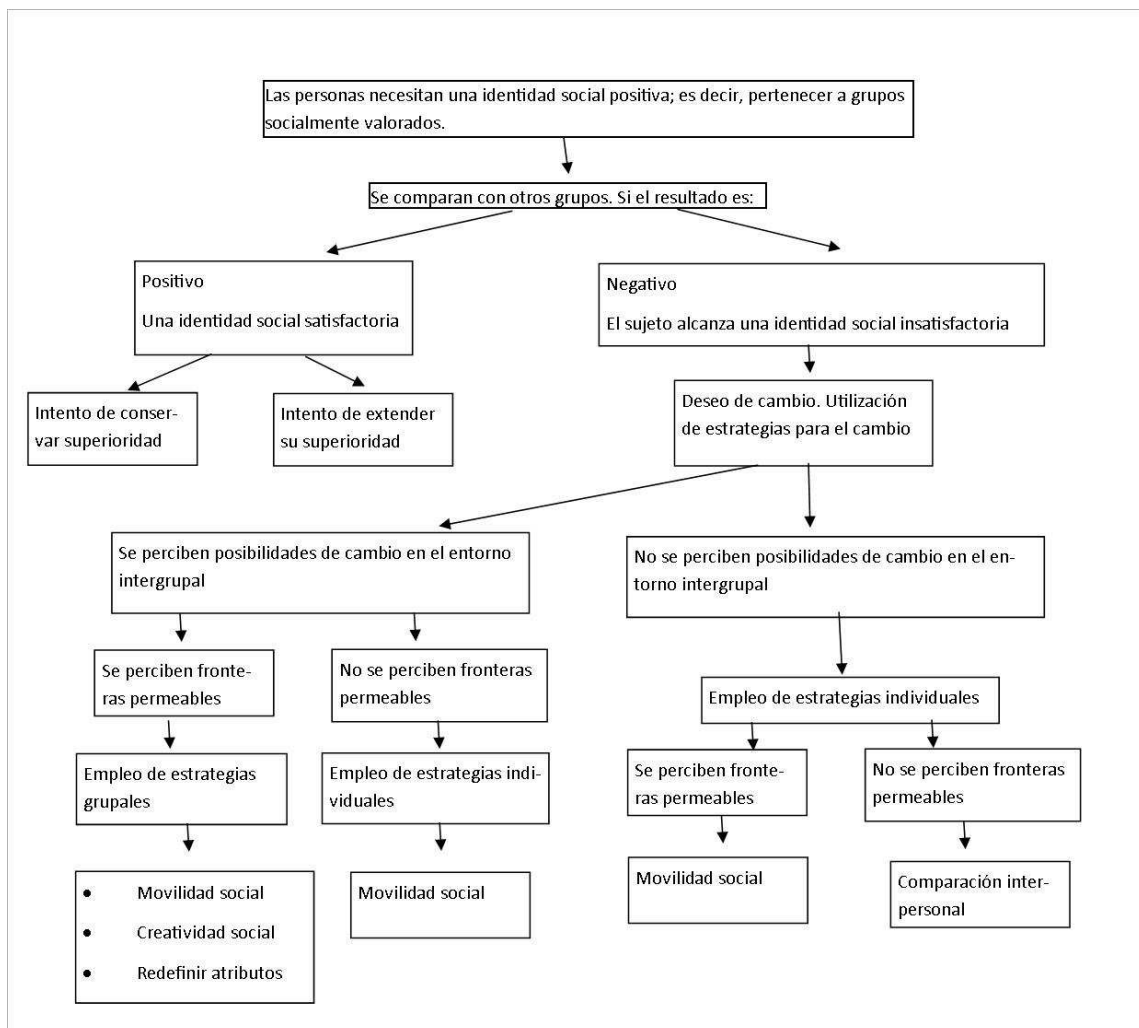 Las personas necesitan una identidad social positiva; es decir, pertenecer a grupos
socialmente valorados.
Se comparan con otros grupos. Si el resultado es:
Positivo
Una identidad social satisfactoria
Negativo
El sujeto alcanza una identidad social insatisfactoria
Intento de conser-
var superioridad
Intento de extender
su superioridad
Deseo de cambio. Utilización
de estrategias para el cambio
Se perciben posibilidades de cambio en el entorno
intergrupal
No se perciben posibilidades de cambio en el en-
torno intergrupal
Se perciben fronte-
ras permeables
No se perciben fronteras
permeables
Empleo de estrategias individuales
Empleo de estrategias
grupales
Empleo de estrategias indi-
viduales
Se perciben fronte-
ras permeables
No se perciben fronteras
permeables
• Movilidad social
• Creatividad social
• Redefinir atributos
Movilidad social
Movilidad social
Comparación inter-
personal